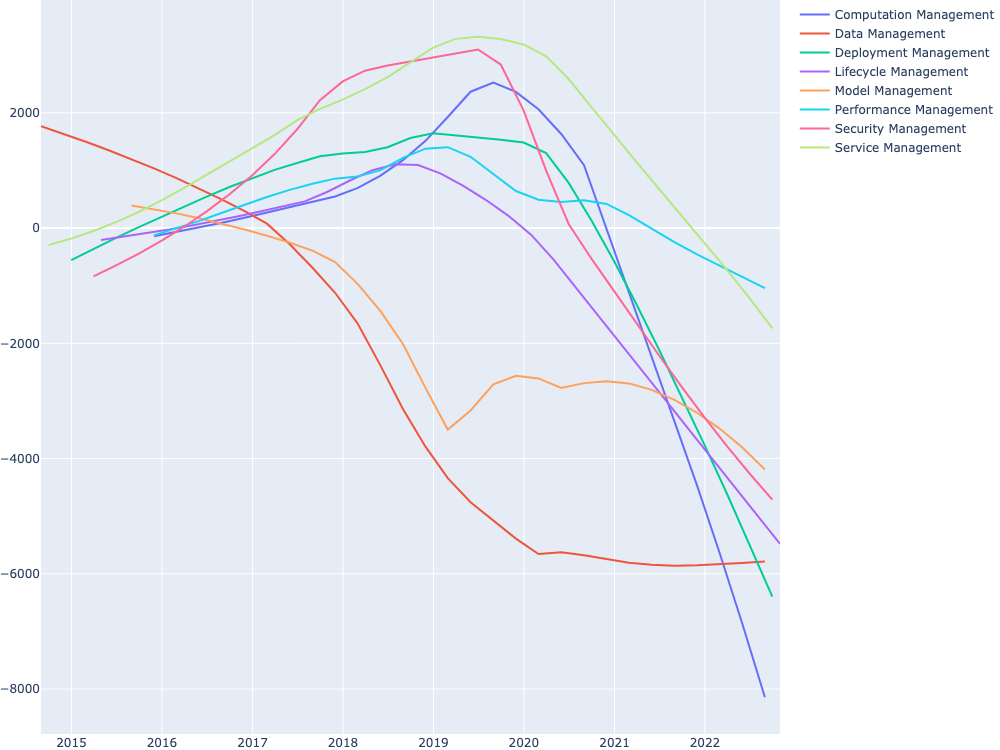 Computation Management
Data Management
Deployment Management
Lifecycle Management
Model Management
Performance Management
Security Management
Service Management
2000
0
−2000
−4000
−6000
−8000
2015 2016 2017 2018 2019 2020 2021 2022